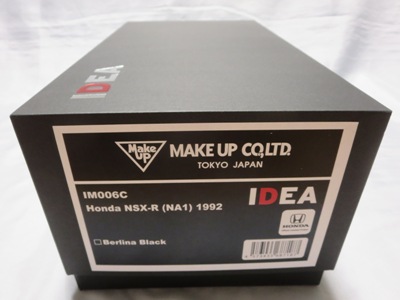 IDEA
Make Up
MAKE UP CO.,LTD.
TOKYO JAPAN
IM006C
Honda NSX-R (NA1) 1992
IDEA
HONDA
Berlina Black